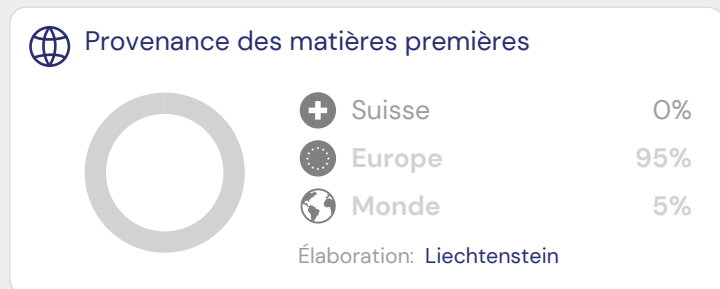 Provenance des matières premières
Suisse 0%
Europe 95%
Monde 5%
Élaboration: Liechtenstein